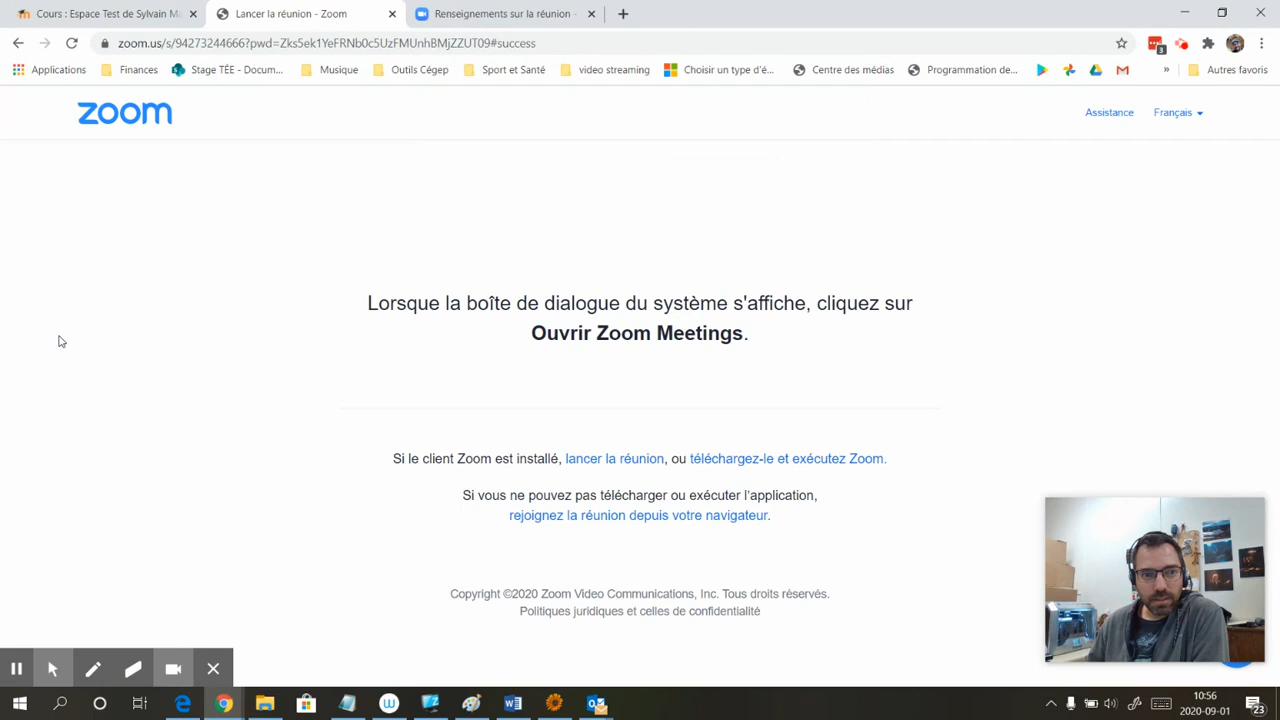 Cours : Espace Test de Sylvain Ma
Lancer la réunion - Zoom
Renseignements sur la réunion -
zoom.us/s/94273244666?pwd=Zks5ek1YeFRNb0c5UzFMUnhBMjZZUT09#success
3
Applications
Finances
Stage TÉE - Docum...
Musique
Outils Cégep
Sport et Santé
video streaming
Choisir un type d'é...
Centre des médias
Programmation de...
»
Autres favoris
zoom
Assistance
Français
Lorsque la boîte de dialogue du système s'affiche, cliquez sur
Ouvrir Zoom Meetings.
Si le client Zoom est installé, lancer la réunion, ou téléchargez-le et exécutez Zoom.
Si vous ne pouvez pas télécharger ou exécuter l'application,
rejoignez la réunion depuis votre navigateur.
Copyright ©2020 Zoom Video Communications, Inc. Tous droits réservés.
Politiques juridiques et celles de confidentialité
10:56
2020-09-01
23